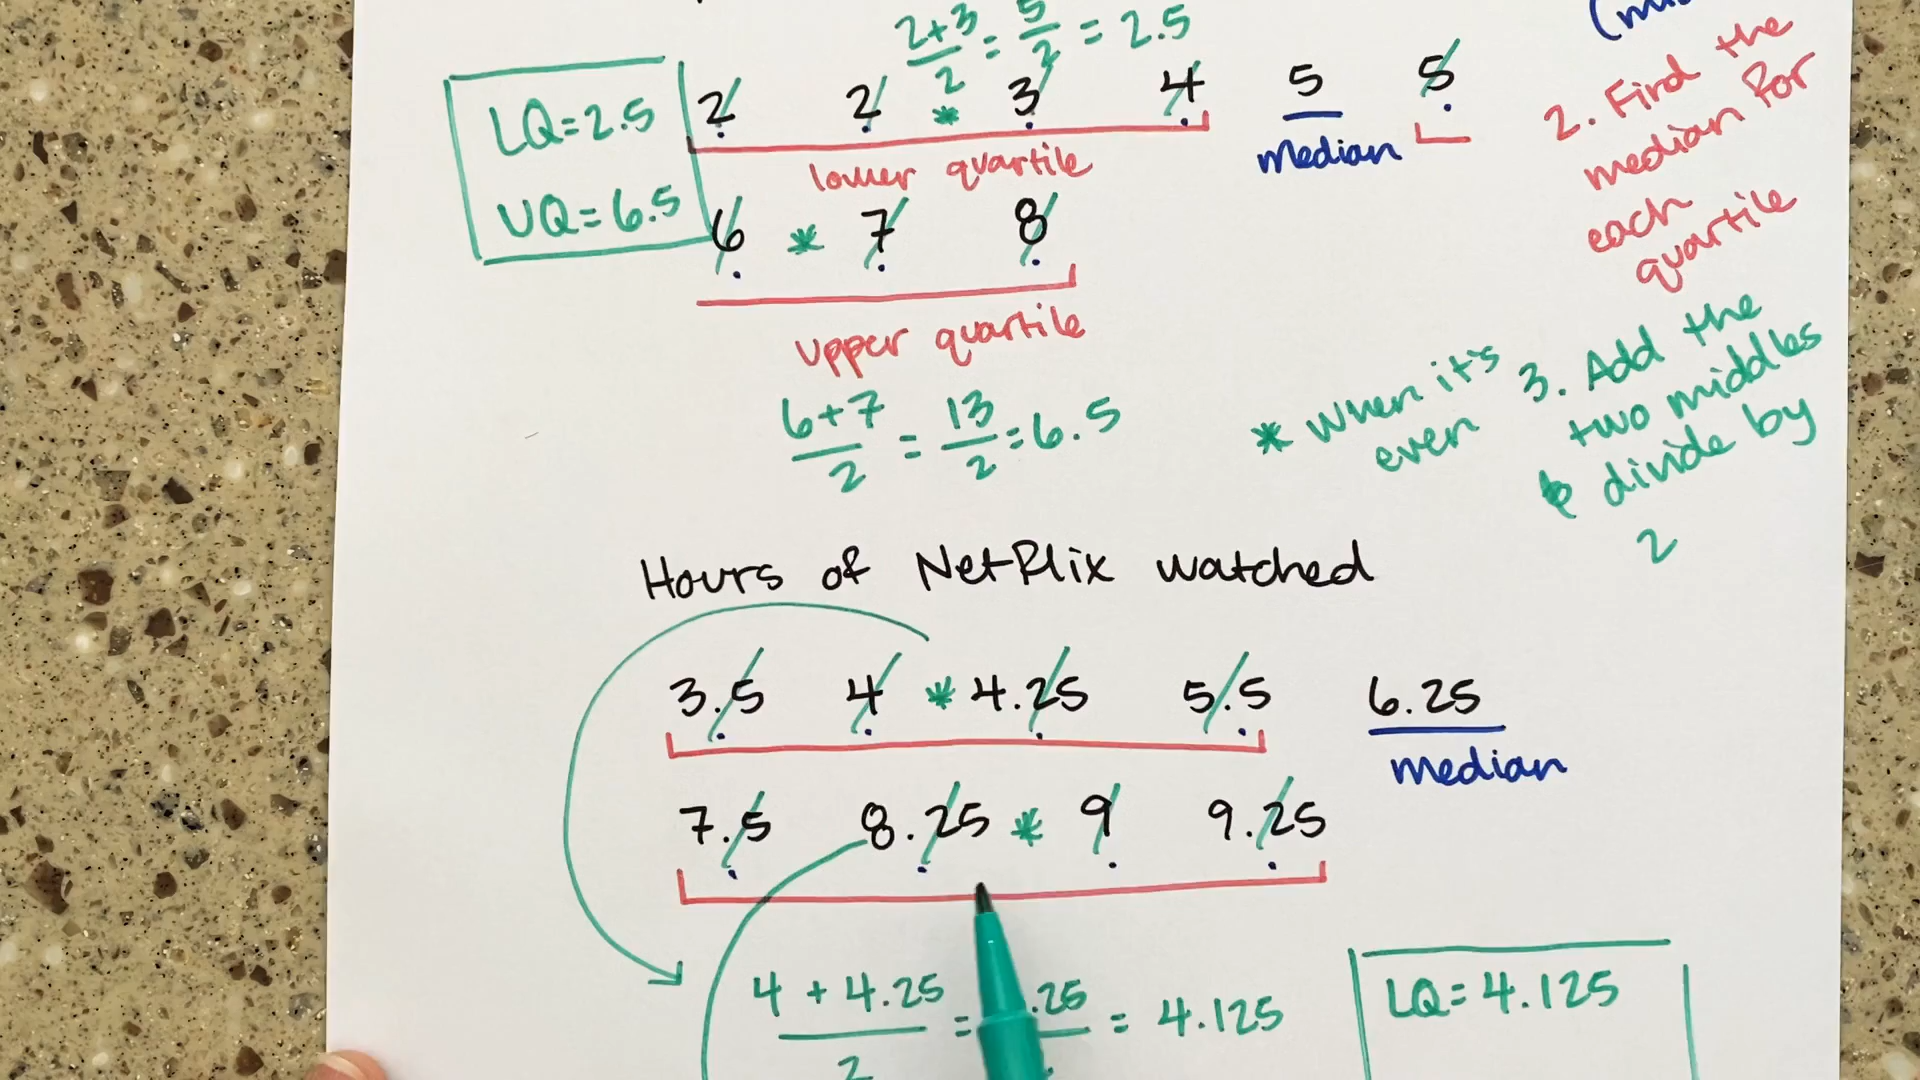 2+3/2 = 5/2 = 2.5
LQ=2.5
UQ=6.5
2 2 * 3 4 5 5
lower quartile
median
6 * 7 8
upper quartile
6+7/2 = 13/2 = 6.5
2. Find the
median for
each
quartile
* When it's
even
3. Add the
two middles
& divide by
2
Hours of Netflix watched
3.5 4 * 4.25 5.5 6.25
median
7.5 8.25 * 9 9.25
4 + 4.25/2 = .25 = 4.125
LQ=4.125